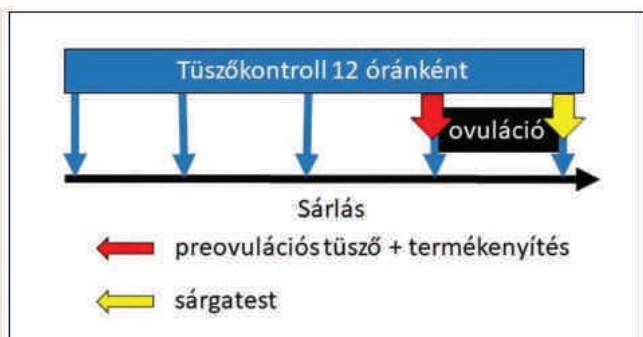 Tüszőkontroll 12 óránként
ovuláció
Sárlás
preovulációs tüsző + termékenyítés
sárgatest